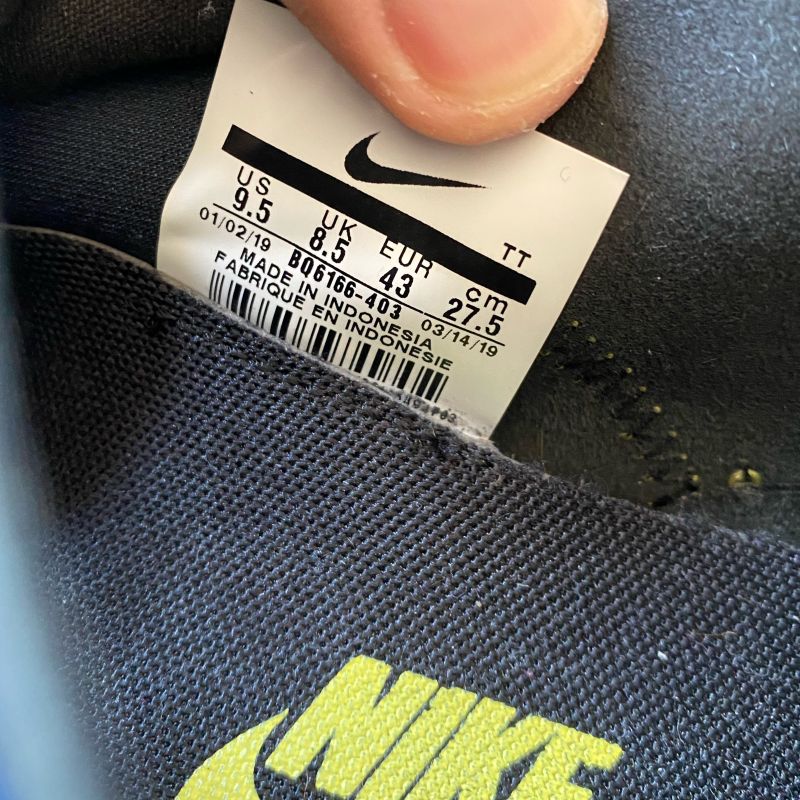 TT
US UK EUR cm
9.5 8.5 43 27.5
01/02/19 BQ6166-403 03/14/19
MADE IN INDONESIA
FABRIQUE EN INDONESIE
NIKE